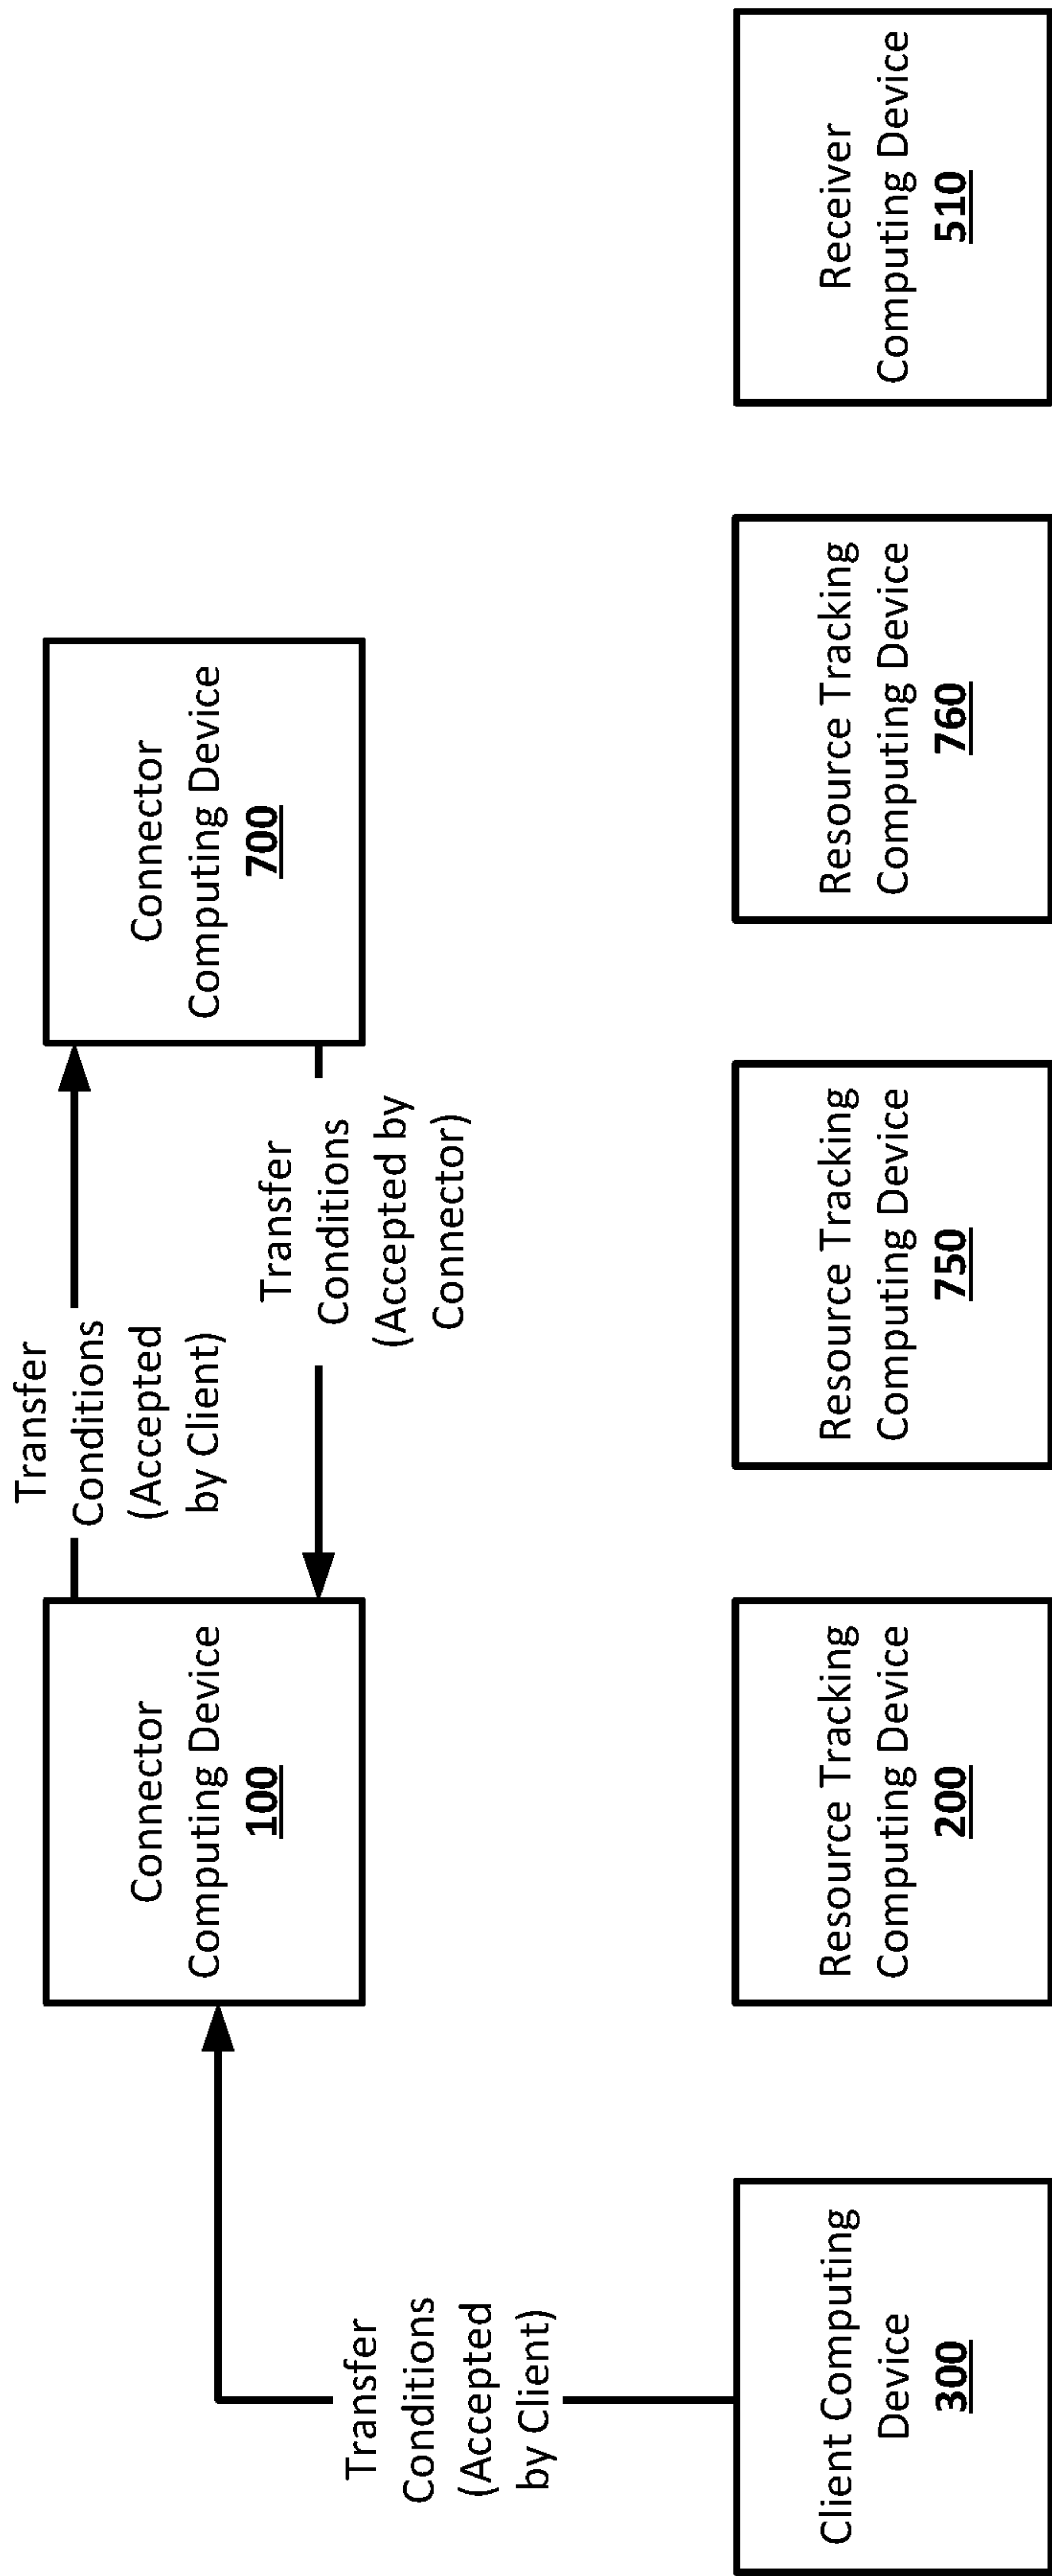 Transfer
Conditions
(Accepted
by Client)
Connector
Computing Device
100
Transfer
Conditions
(Accepted by
Connector)
Connector
Computing Device
700
Transfer
Conditions
(Accepted
by Client)
Client Computing
Device
300
Resource Tracking
Computing Device
200
Resource Tracking
Computing Device
750
Resource Tracking
Computing Device
760
Receiver
Computing Device
510